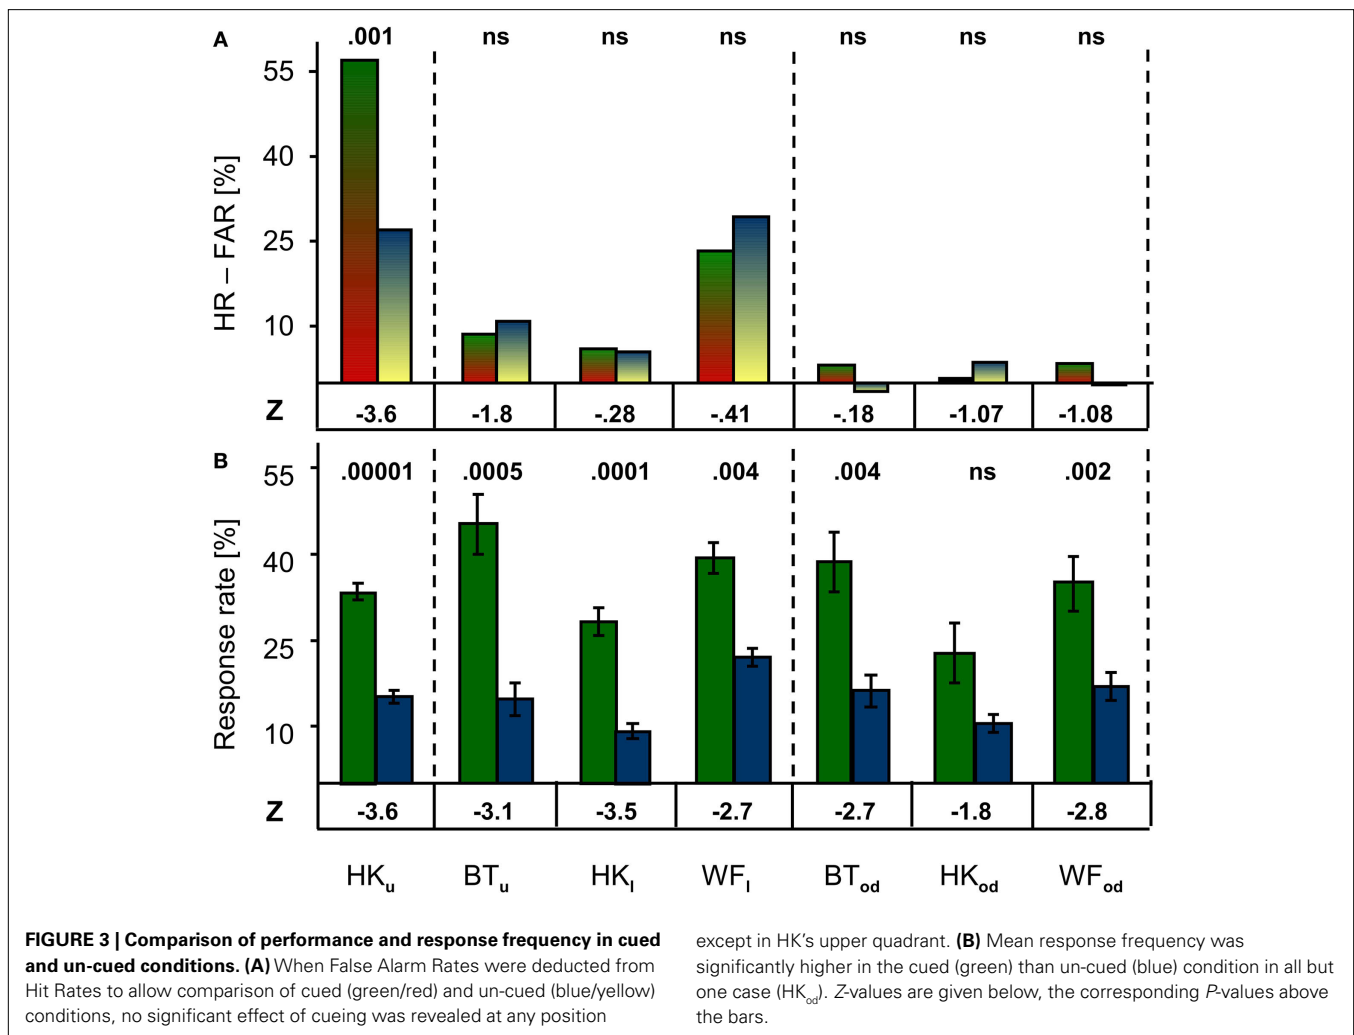 A
.001 ns ns ns ns ns ns
HR – FAR [%]
55
40
25
10
Z -3.6 -1.8 -.28 -.41 -.18 -1.07 -1.08
B
.00001 .0005 .0001 .004 .004 ns .002
Response rate [%]
55
40
25
10
Z -3.6 -3.1 -3.5 -2.7 -2.7 -1.8 -2.8
HKu BTu HKl WFl BTod HKod WFod
FIGURE 3 | Comparison of performance and response frequency in cued
and un-cued conditions. (A) When False Alarm Rates were deducted from
Hit Rates to allow comparison of cued (green/red) and un-cued (blue/yellow)
conditions, no significant effect of cueing was revealed at any position
except in HK's upper quadrant. (B) Mean response frequency was
significantly higher in the cued (green) than un-cued (blue) condition in all but
one case (HKod). Z-values are given below, the corresponding P-values above
the bars.